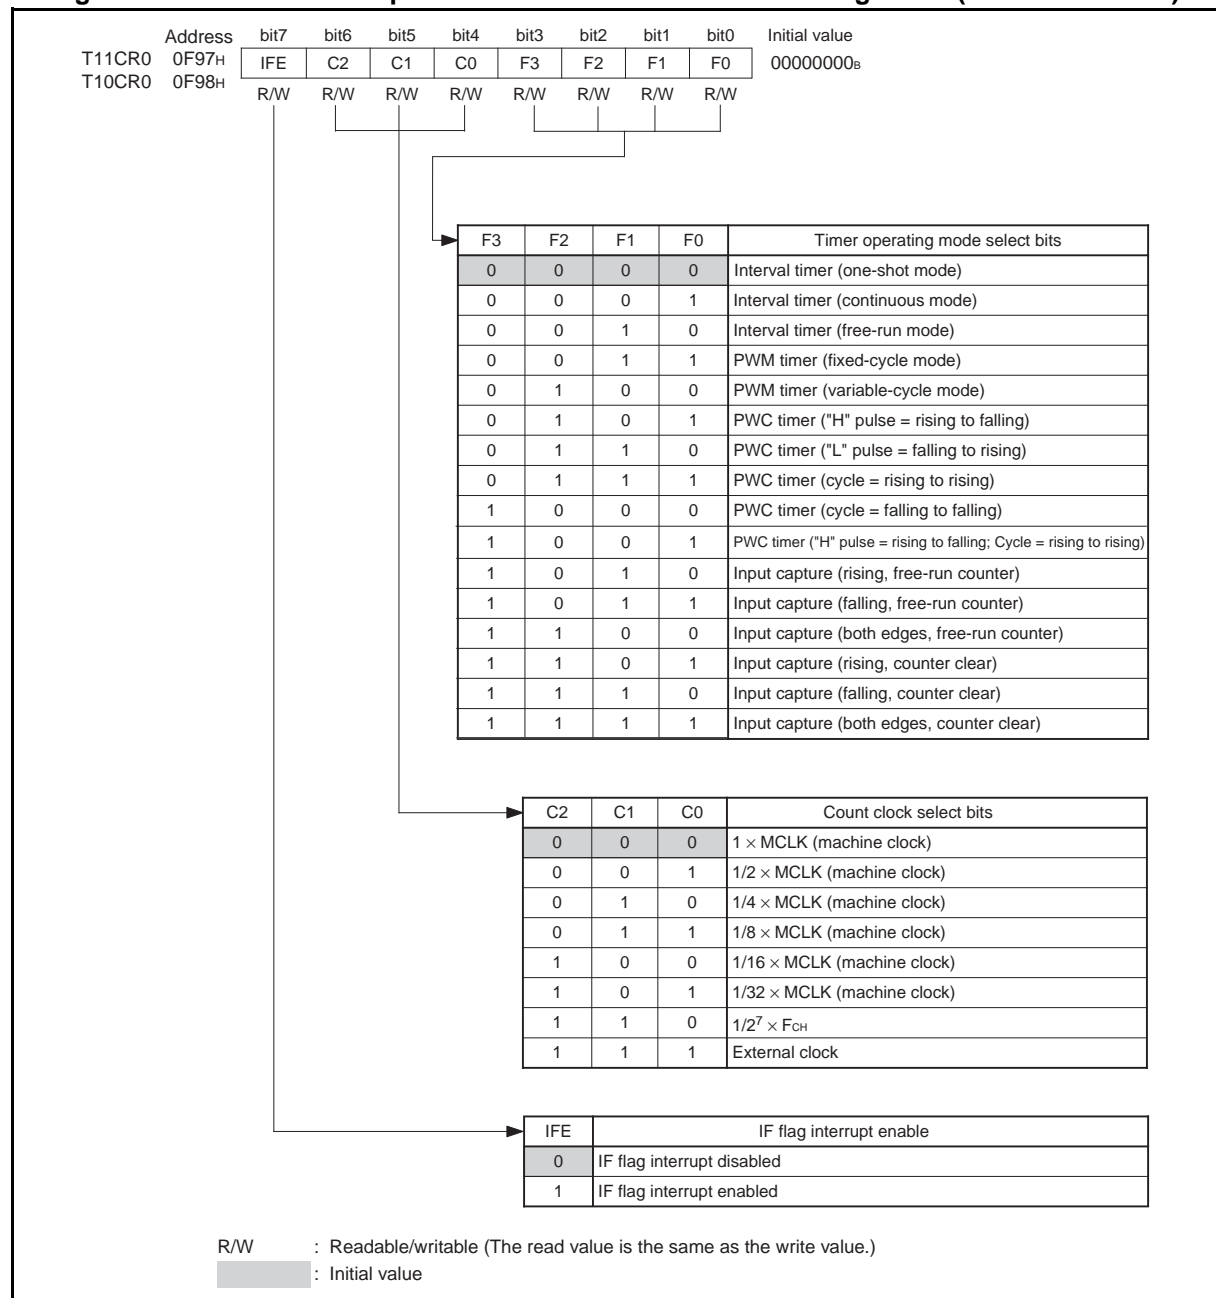 Address bit7 bit6 bit5 bit4 bit3 bit2 bit1 bit0 Initial value
T11CR0 0F97H IFE C2 C1 C0 F3 F2 F1 F0 00000000B
T10CR0 0F98H
R/W R/W R/W R/W R/W R/W R/W R/W
F3 F2 F1 F0 Timer operating mode select bits
0 0 0 0 Interval timer (one-shot mode)
0 0 0 1 Interval timer (continuous mode)
0 0 1 0 Interval timer (free-run mode)
0 0 1 1 PWM timer (fixed-cycle mode)
0 1 0 0 PWM timer (variable-cycle mode)
0 1 0 1 PWC timer ("H" pulse = rising to falling)
0 1 1 0 PWC timer ("L" pulse = falling to rising)
0 1 1 1 PWC timer (cycle = rising to rising)
1 0 0 0 PWC timer (cycle = falling to falling)
1 0 0 1 PWC timer ("H" pulse = rising to falling; Cycle = rising to rising)
1 0 1 0 Input capture (rising, free-run counter)
1 0 1 1 Input capture (falling, free-run counter)
1 1 0 0 Input capture (both edges, free-run counter)
1 1 0 1 Input capture (rising, counter clear)
1 1 1 0 Input capture (falling, counter clear)
1 1 1 1 Input capture (both edges, counter clear)
C2 C1 C0 Count clock select bits
0 0 0 1 × MCLK (machine clock)
0 0 1 1/2 × MCLK (machine clock)
0 1 0 1/4 × MCLK (machine clock)
0 1 1 1/8 × MCLK (machine clock)
1 0 0 1/16 × MCLK (machine clock)
1 0 1 1/32 × MCLK (machine clock)
1 1 0 1/2⁷ × FCH
1 1 1 External clock
IFE IF flag interrupt enable
0 IF flag interrupt disabled
1 IF flag interrupt enabled
R/W : Readable/writable (The read value is the same as the write value.)
: Initial value